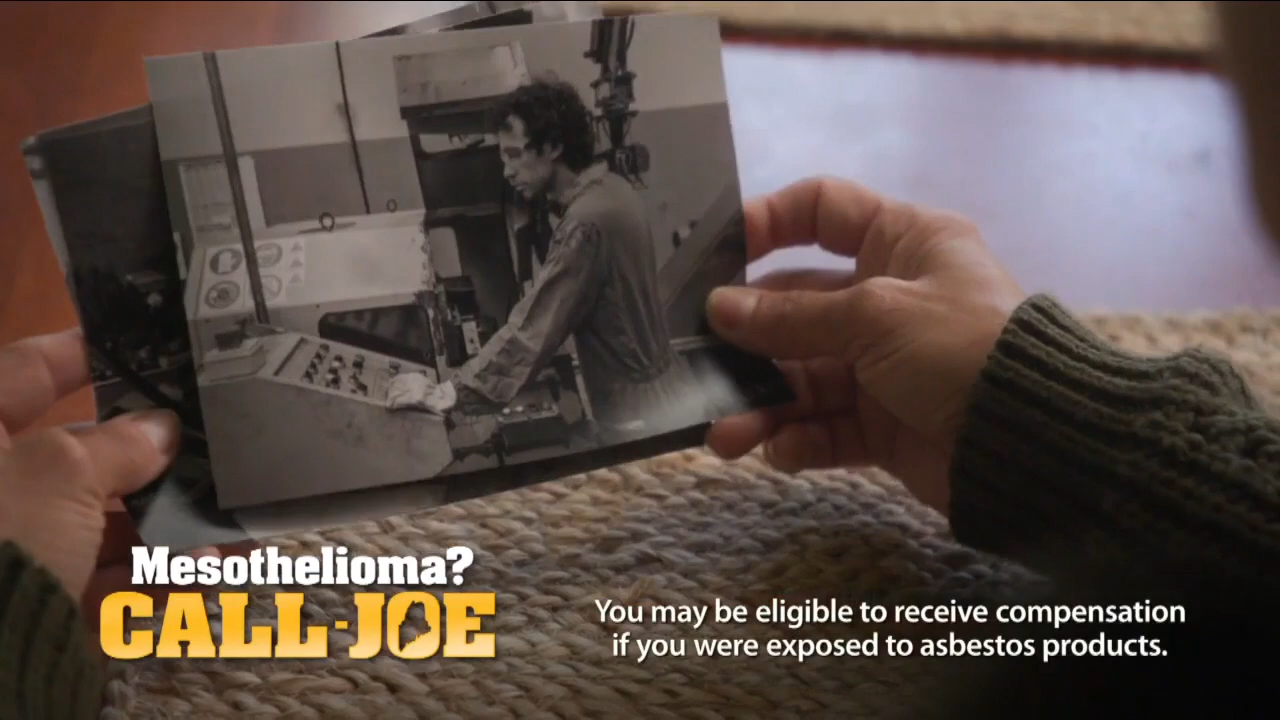 Mesothelioma?
CALL-JOE
You may be eligible to receive compensation
if you were exposed to asbestos products.